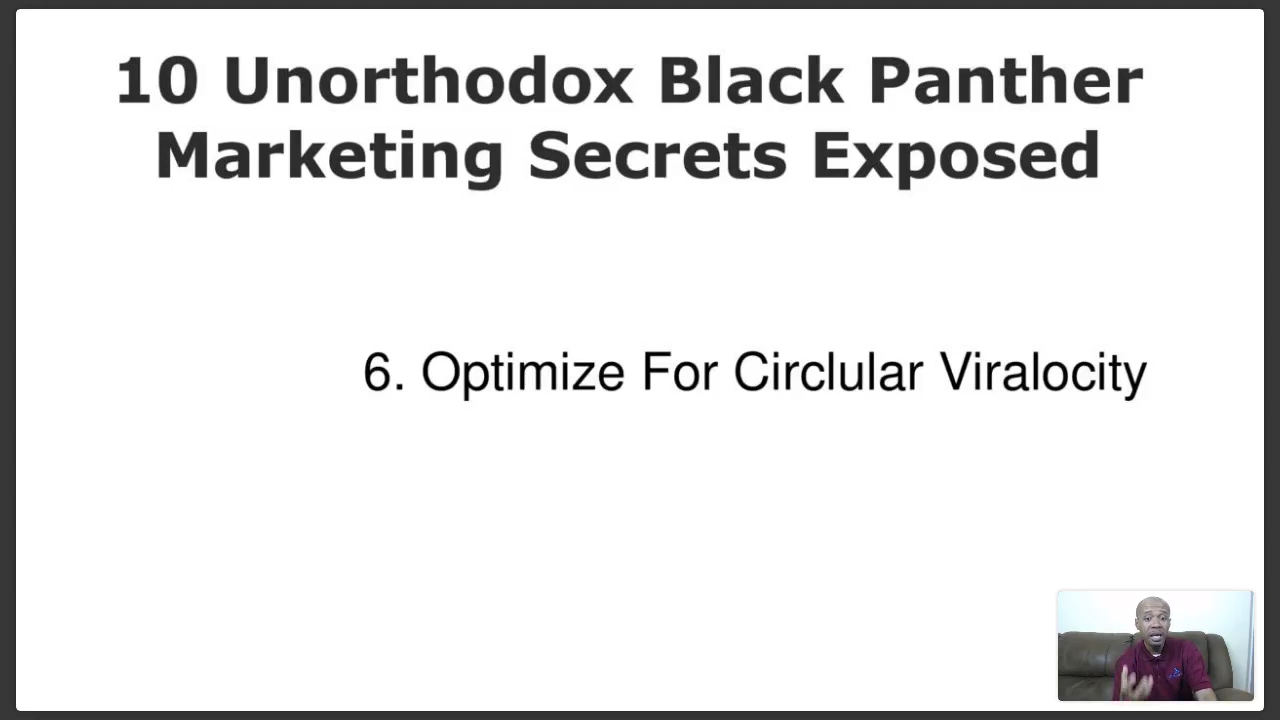 10 Unorthodox Black Panther
Marketing Secrets Exposed
6. Optimize For Circlular Viralocity